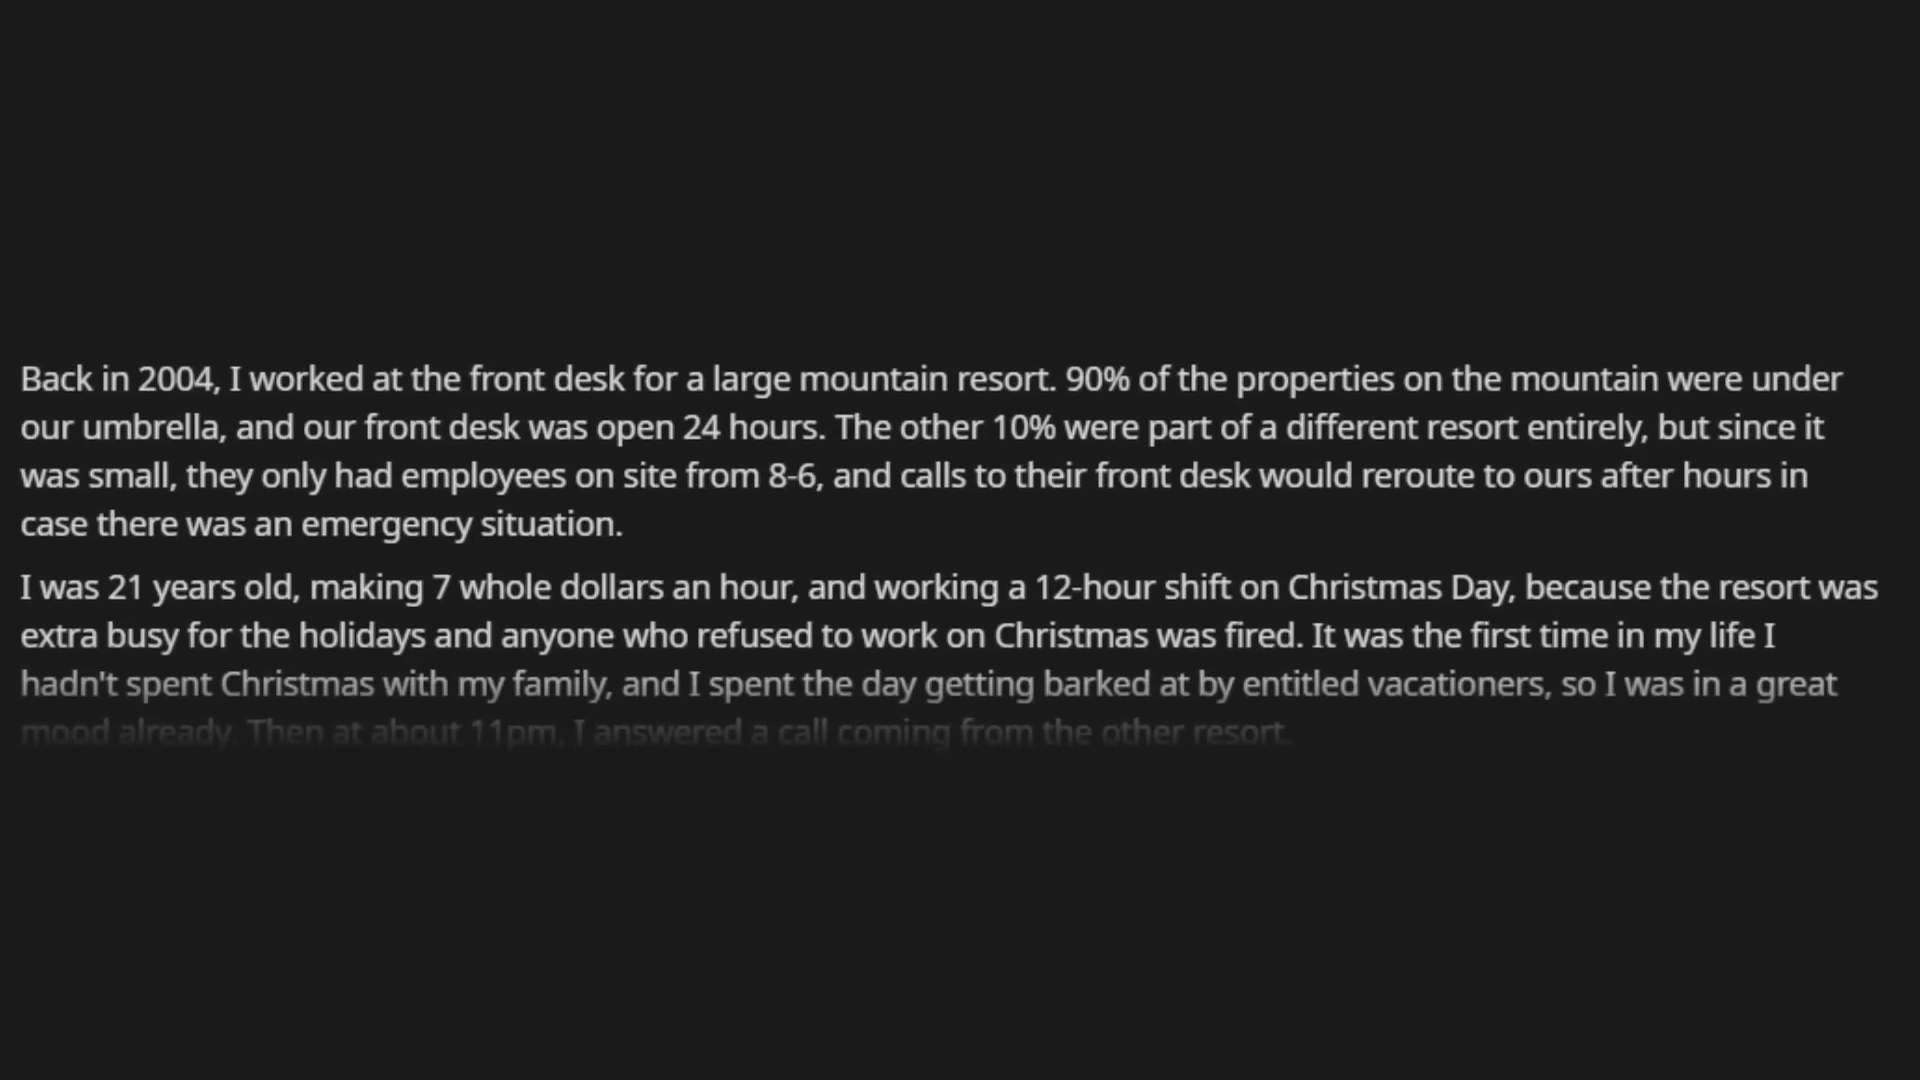 Back in 2004, I worked at the front desk for a large mountain resort. 90% of the properties on the mountain were under
our umbrella, and our front desk was open 24 hours. The other 10% were part of a different resort entirely, but since it
was small, they only had employees on site from 8-6, and calls to their front desk would reroute to ours after hours in
case there was an emergency situation.
I was 21 years old, making 7 whole dollars an hour, and working a 12-hour shift on Christmas Day, because the resort was
extra busy for the holidays and anyone who refused to work on Christmas was fired. It was the first time in my life I
hadn't spent Christmas with my family, and I spent the day getting barked at by entitled vacationers, so I was in a great
mood already. Then at about 11pm, I answered a call coming from the other resort.